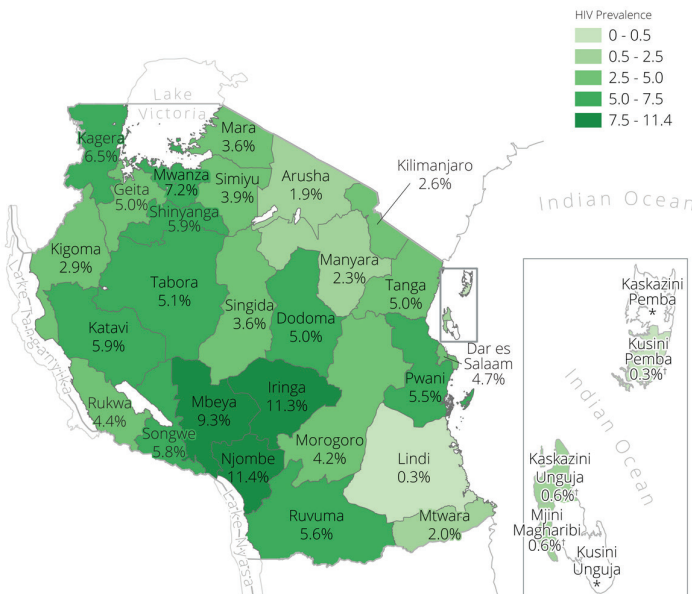 HIV Prevalence
0 - 0.5
0.5 - 2.5
2.5 - 5.0
5.0 - 7.5
7.5 - 11.4
Lake
Victoria
Kagera
6.5%
Mara
3.6%
Mwanza
7.2%
Simiyu
3.9%
Arusha
1.9%
Kilimanjaro
2.6%
Geita
5.0%
Shinyanga
5.9%
Indian Ocean
Kigoma
2.9%
Lake Tanganyika
Manyara
2.3%
Tabora
5.1%
Singida
3.6%
Tanga
5.0%
Dodoma
5.0%
Katavi
5.9%
Dar es
Salaam
4.7%
Pwani
5.5%
Iringa
11.3%
Mbeya
9.3%
Rukwa
4.4%
Songwe
5.8%
Morogoro
4.2%
Njombe
11.4%
Lindi
0.3%
Lake Nyasa
Ruvuma
5.6%
Mtwara
2.0%
Kaskazini
Pemba
*
Kusini
Pemba
0.3%†
Indian Ocean
Kaskazini
Unguja
0.6%†
Mjini
Magharibi
0.6%†
Kusini
Unguja
*